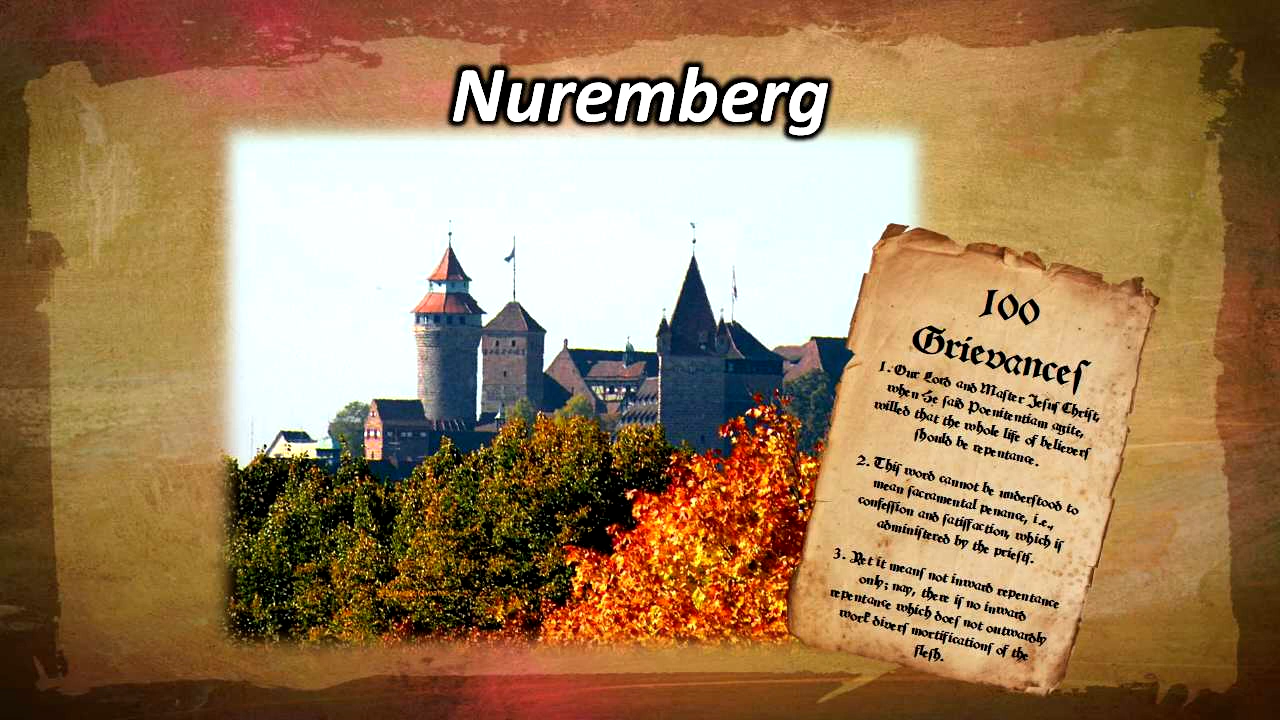 Nuremberg
100
Grievances
1. Our Lord and Master Jesus Christ,
when He said Poenitentiam agite,
willed that the whole life of believers
should be repentance.
2. This word cannot be understood to
mean sacramental penance, i.e.,
confession and satisfaction, which is
administered by the priests.
3. Yet it means not inward repentance
only; nay, there is no inward
repentance which does not outwardly
work divers mortifications of the
flesh.